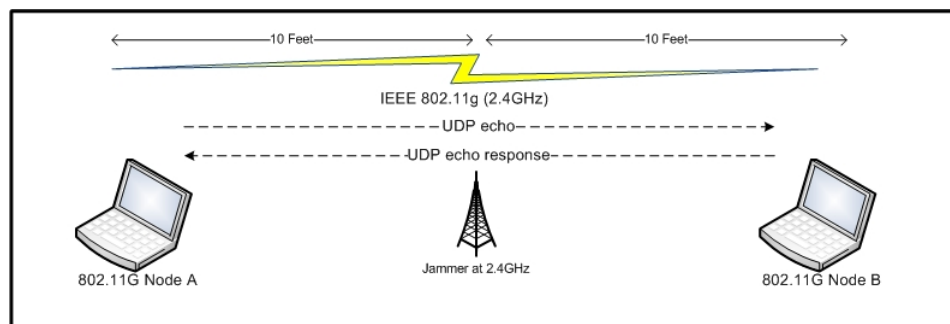 10 Feet
10 Feet
IEEE 802.11g (2.4GHz)
UDP echo
UDP echo response
Jammer at 2.4GHz
802.11G Node A
802.11G Node B